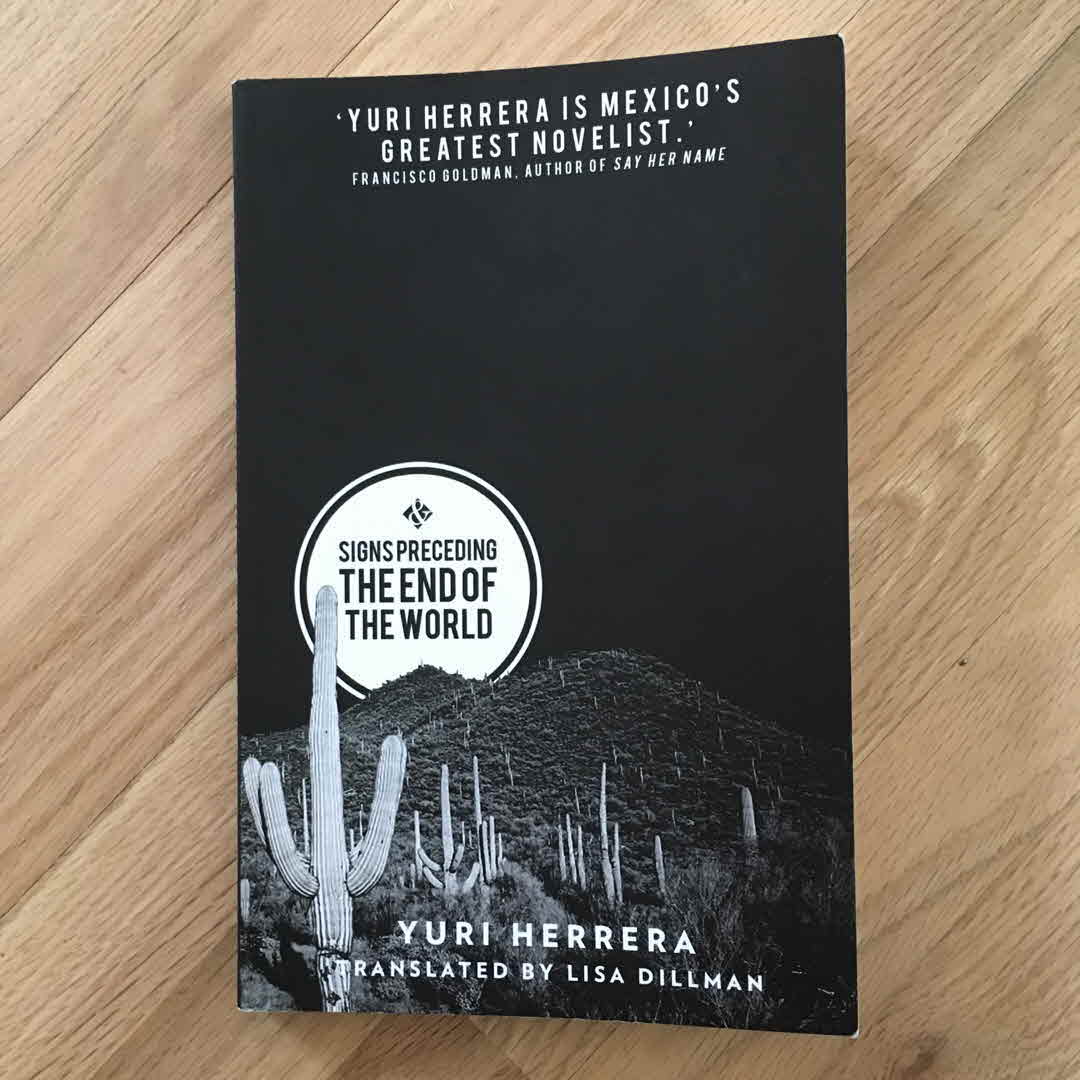 ‘YURI HERRERA IS MEXICO’S
GREATEST NOVELIST.’
FRANCISCO GOLDMAN, AUTHOR OF SAY HER NAME
&
SIGNS PRECEDING
THE END OF
THE WORLD
YURI HERRERA
TRANSLATED BY LISA DILLMAN